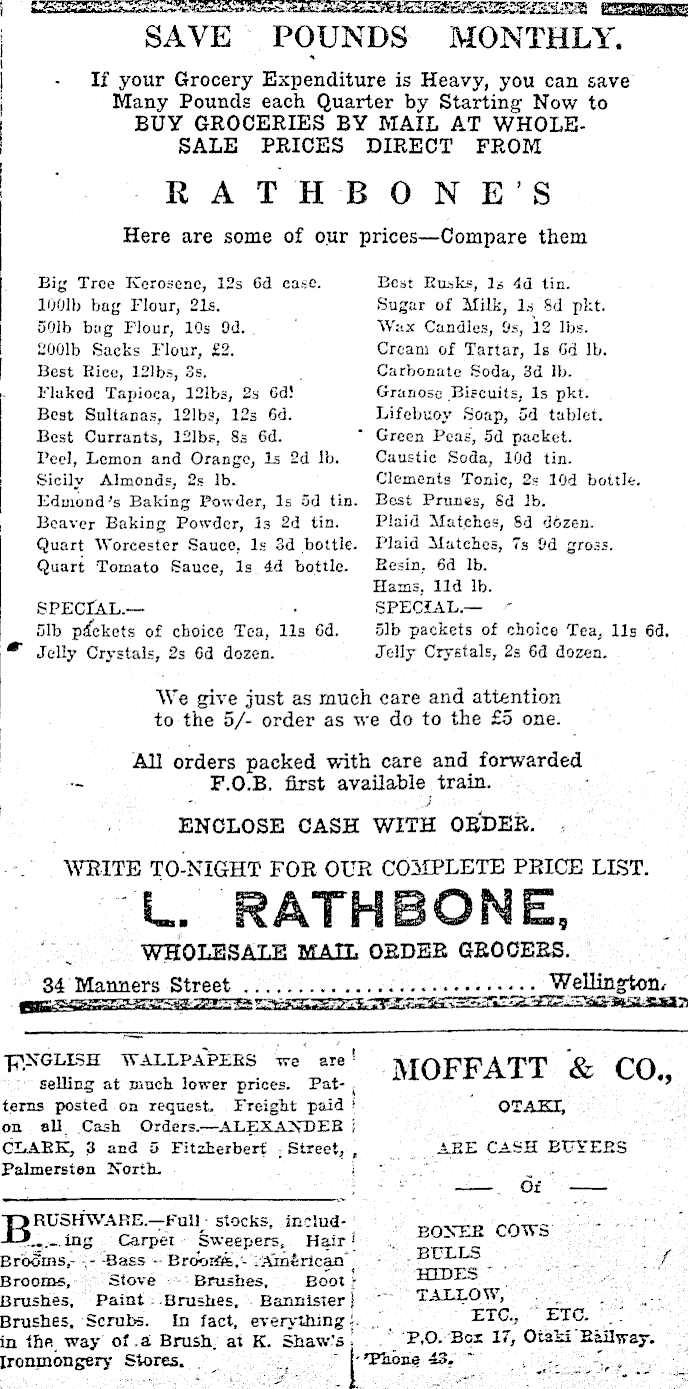 SAVE POUNDS MONTHLY.
If your Grocery Expenditure is Heavy, you can save
Many Pounds each Quarter by Starting Now to
BUY GROCERIES BY MAIL AT WHOLE-
SALE PRICES DIRECT FROM
RATHBONE'S
Here are some of our prices—Compare them
Big Tree Kerosene, 12s 6d case.
100lb bag Flour, 21s.
50lb bag Flour, 10s 9d.
200lb Sacks Flour, £2.
Best Rice, 12lbs, 3s.
Flaked Tapioca, 12lbs, 2s 6d!
Best Sultanas, 12lbs, 12s 6d.
Best Currants, 12lbs, 8s 6d.
Peel, Lemon and Orange, 1s 2d lb.
Sicily Almonds, 2s lb.
Edmond's Baking Powder, 1s 5d tin.
Beaver Baking Powder, 1s 2d tin.
Quart Worcester Sauce, 1s 3d bottle.
Quart Tomato Sauce, 1s 4d bottle.
SPECIAL.—
5lb packets of choice Tea, 11s 6d.
Jelly Crystals, 2s 6d dozen.
Best Rusks, 1s 4d tin.
Sugar of Milk, 1s 8d pkt.
Wax Candles, 9s, 12 lbs.
Cream of Tartar, 1s 6d lb.
Carbonate Soda, 3d lb.
Granose Biscuits, 1s pkt.
Lifebuoy Soap, 5d tablet.
Green Peas, 5d packet.
Caustic Soda, 10d tin.
Clements Tonic, 2s 10d bottle.
Best Prunes, 8d lb.
Plaid Matches, 8d dozen.
Plaid Matches, 7s 9d gross.
Resin, 6d lb.
Hams, 11d lb.
SPECIAL.—
5lb packets of choice Tea, 11s 6d.
Jelly Crystals, 2s 6d dozen.
We give just as much care and attention
to the 5/- order as we do to the £5 one.
All orders packed with care and forwarded
F.O.B. first available train.
ENCLOSE CASH WITH ORDER.
WRITE TO-NIGHT FOR OUR COMPLETE PRICE LIST.
L. RATHBONE,
WHOLESALE MAIL ORDER GROCERS.
34 Manners Street ........................... Wellington.
ENGLISH WALLPAPERS we are
selling at much lower prices. Pat-
terns posted on request. Freight paid
on all Cash Orders.—ALEXANDER
CLARK, 3 and 5 Fitzherbert Street,
Palmerston North.
BRUSHWARE.—Full stocks, includ-
ing Carpet Sweepers, Hair
Brooms, Bass Brooms, American
Brooms, Stove Brushes, Boot
Brushes, Paint Brushes, Bannister
Brushes, Scrubs. In fact, everything
in the way of a Brush at K. Shaw's
Ironmongery Stores.
MOFFATT & CO.,
OTAKI,
ARE CASH BUYERS
— Of —
BONER COWS
BULLS
HIDES
TALLOW,
ETC., ETC.
P.O. Box 17, Otaki Railway.
'Phone 43.